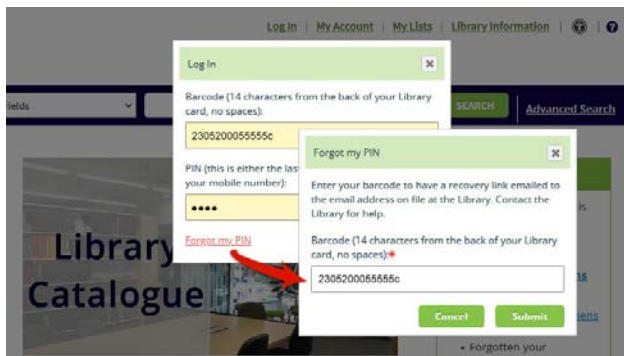 Log In | My Account | My Lists | Library Information
ields
SEARCH
Advanced Search
Log In
Barcode (14 characters from the back of your Library
card, no spaces):
2305200055555c
PIN (this is either the las
your mobile number):
••••
Forgot my PIN
Forgot my PIN
Enter your barcode to have a recovery link emailed to
the email address on file at the Library. Contact the
Library for help.
Barcode (14 characters from the back of your Library
card, no spaces):*
2305200055555c
Cancel
Submit
Library
Catalogue
is
ns
ens
• Forgotten your